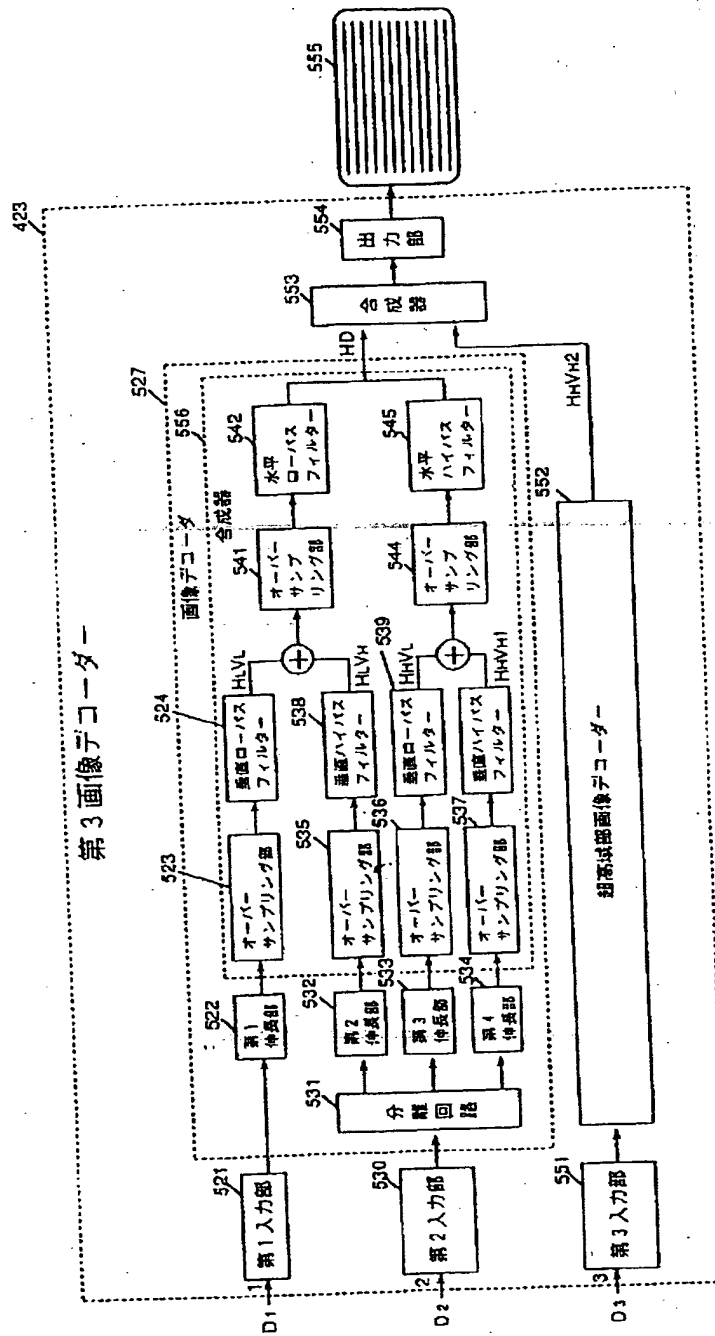 第3画像デコーダー
423
527
画像デコーダ
556
合成器
D1
1
521
第1入力部
522
第1
伸長部
523
オーバー
サンプリング部
524
垂直ローパス
フィルター
HLVL
541
オーバー
サンプ
リング部
542
水平
ローパス
フィルター
532
第2
伸長部
535
オーバー
サンプリング部
538
垂直ハイパス
フィルター
HLVH
D2
2
530
第2入力部
531
分離回路
533
第3
伸長部
536
オーバー
サンプリング部
539
垂直ローパス
フィルター
HHVL
534
第4
伸長部
537
オーバー
サンプリング部
垂直ハイパス
フィルター
HHVH1
544
オーバー
サンプ
リング部
545
水平
ハイパス
フィルター
HD
553
合成器
554
出力部
555
D3
3
551
第3入力部
552
超高域部画像デコーダー
HHVH2